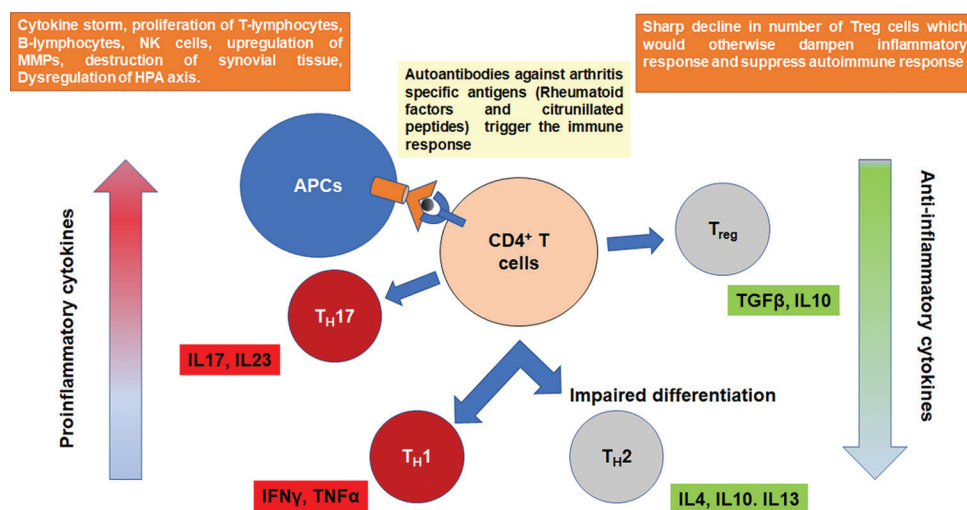 Cytokine storm, proliferation of T-lymphocytes,
B-lymphocytes, NK cells, upregulation of
MMPs, destruction of synovial tissue,
Dysregulation of HPA axis.
Sharp decline in number of Treg cells which
would otherwise dampen inflammatory
response and suppress autoimmune response
Autoantibodies against arthritis
specific antigens (Rheumatoid
factors and citrunillated
peptides) trigger the immune
response
APCs
CD4⁺ T
cells
Treg
TGFβ, IL10
TH17
IL17, IL23
Impaired differentiation
TH1
TH2
IFNγ, TNFα
IL4, IL10. IL13
Proinflammatory cytokines
Anti-inflammatory cytokines